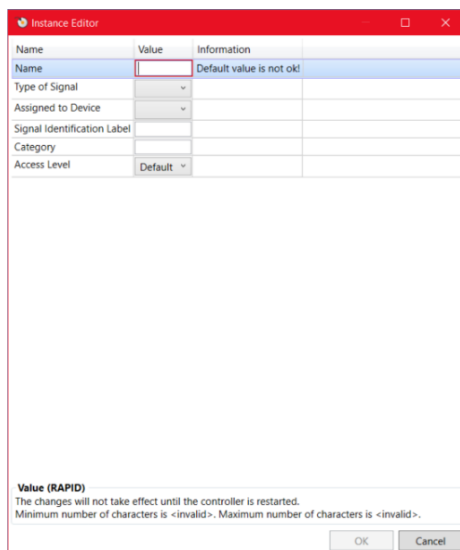 Instance Editor
Name Value Information
Name Default value is not ok!
Type of Signal
Assigned to Device
Signal Identification Label
Category
Access Level Default
Value (RAPID)
The changes will not take effect until the controller is restarted.
Minimum number of characters is <invalid>. Maximum number of characters is <invalid>.
OK Cancel